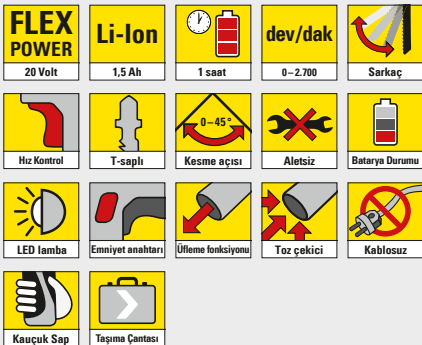 FLEX
POWER
20 Volt
Li-Ion
1,5 Ah
1 saat
dev/dak
0–2.700
Sarkaç
Hız Kontrol
T-saplı
0–45°
Kesme açısı
Aletsiz
Batarya Durumu
LED lamba
Emniyet anahtarı
Üfleme fonksiyonu
Toz çekici
Kablosuz
Kauçuk Sap
Taşıma Çantası